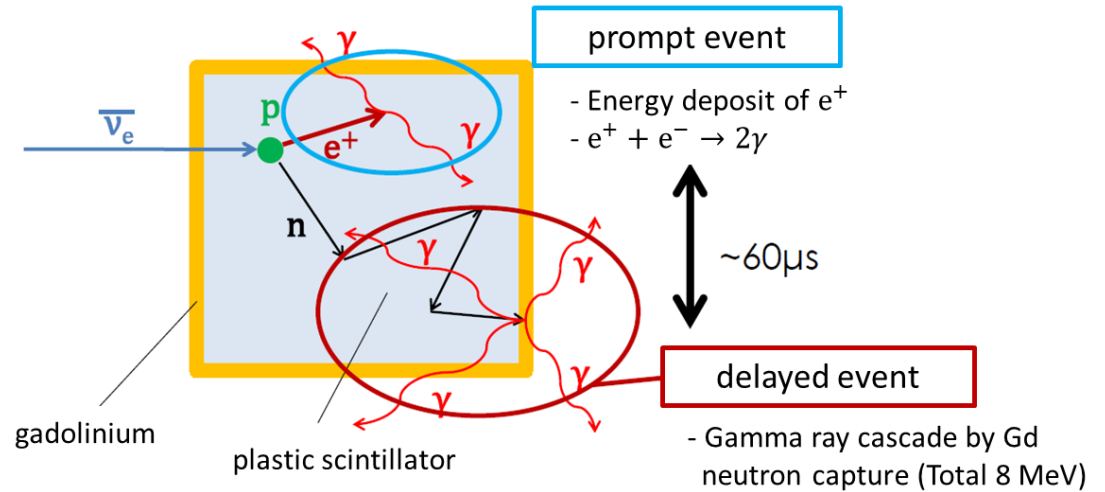 prompt event
γ
- Energy deposit of e⁺
p
γ
ν̅ₑ
e⁺
- e⁺ + e⁻ → 2γ
n
γ
γ
~60μs
γ
γ
delayed event
gadolinium
plastic scintillator
- Gamma ray cascade by Gd
neutron capture (Total 8 MeV)